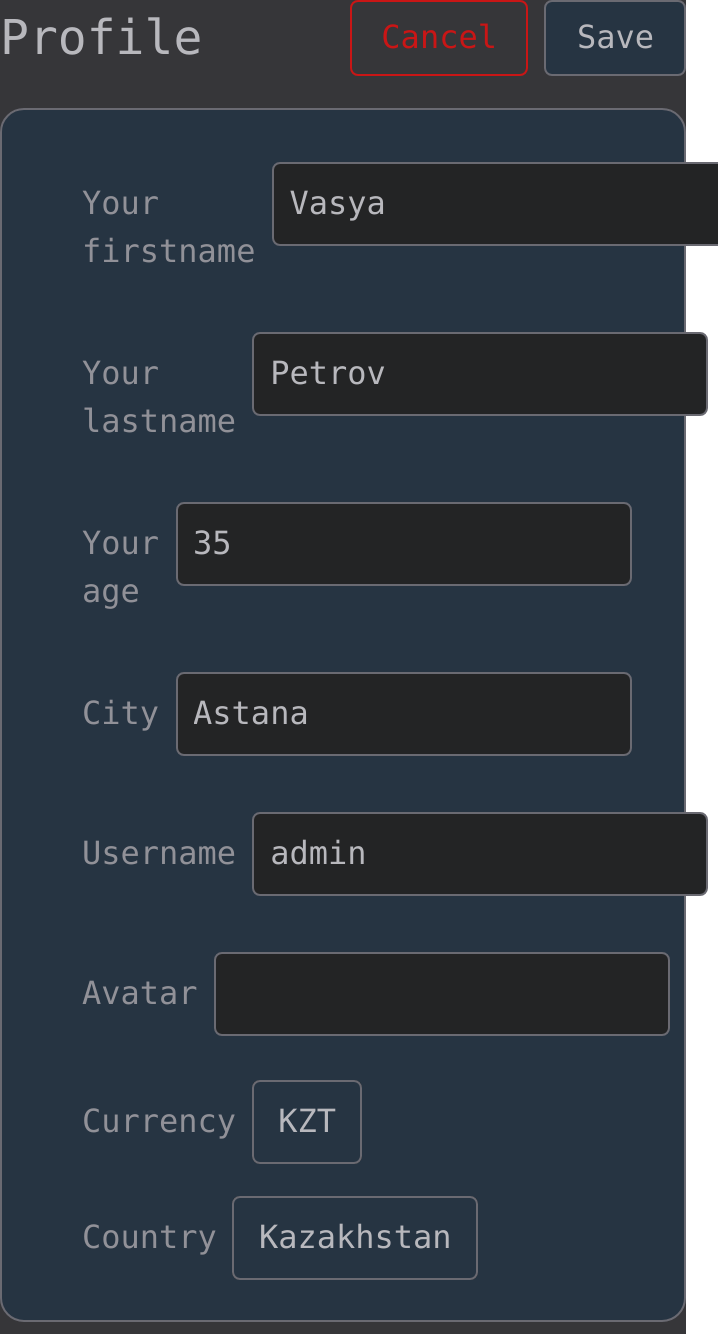 Profile Cancel Save
Your Vasya
firstname
Your Petrov
lastname
Your 35
age
City Astana
Username admin
Avatar
Currency KZT
Country Kazakhstan